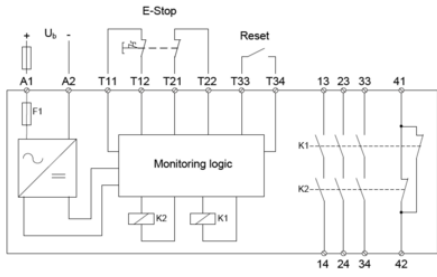 E-Stop
+ Ub -
Reset
A1 A2 T11 T12 T21 T22 T33 T34 13 23 33 41
F1
Monitoring logic
K1
K2
K2 K1
14 24 34 42